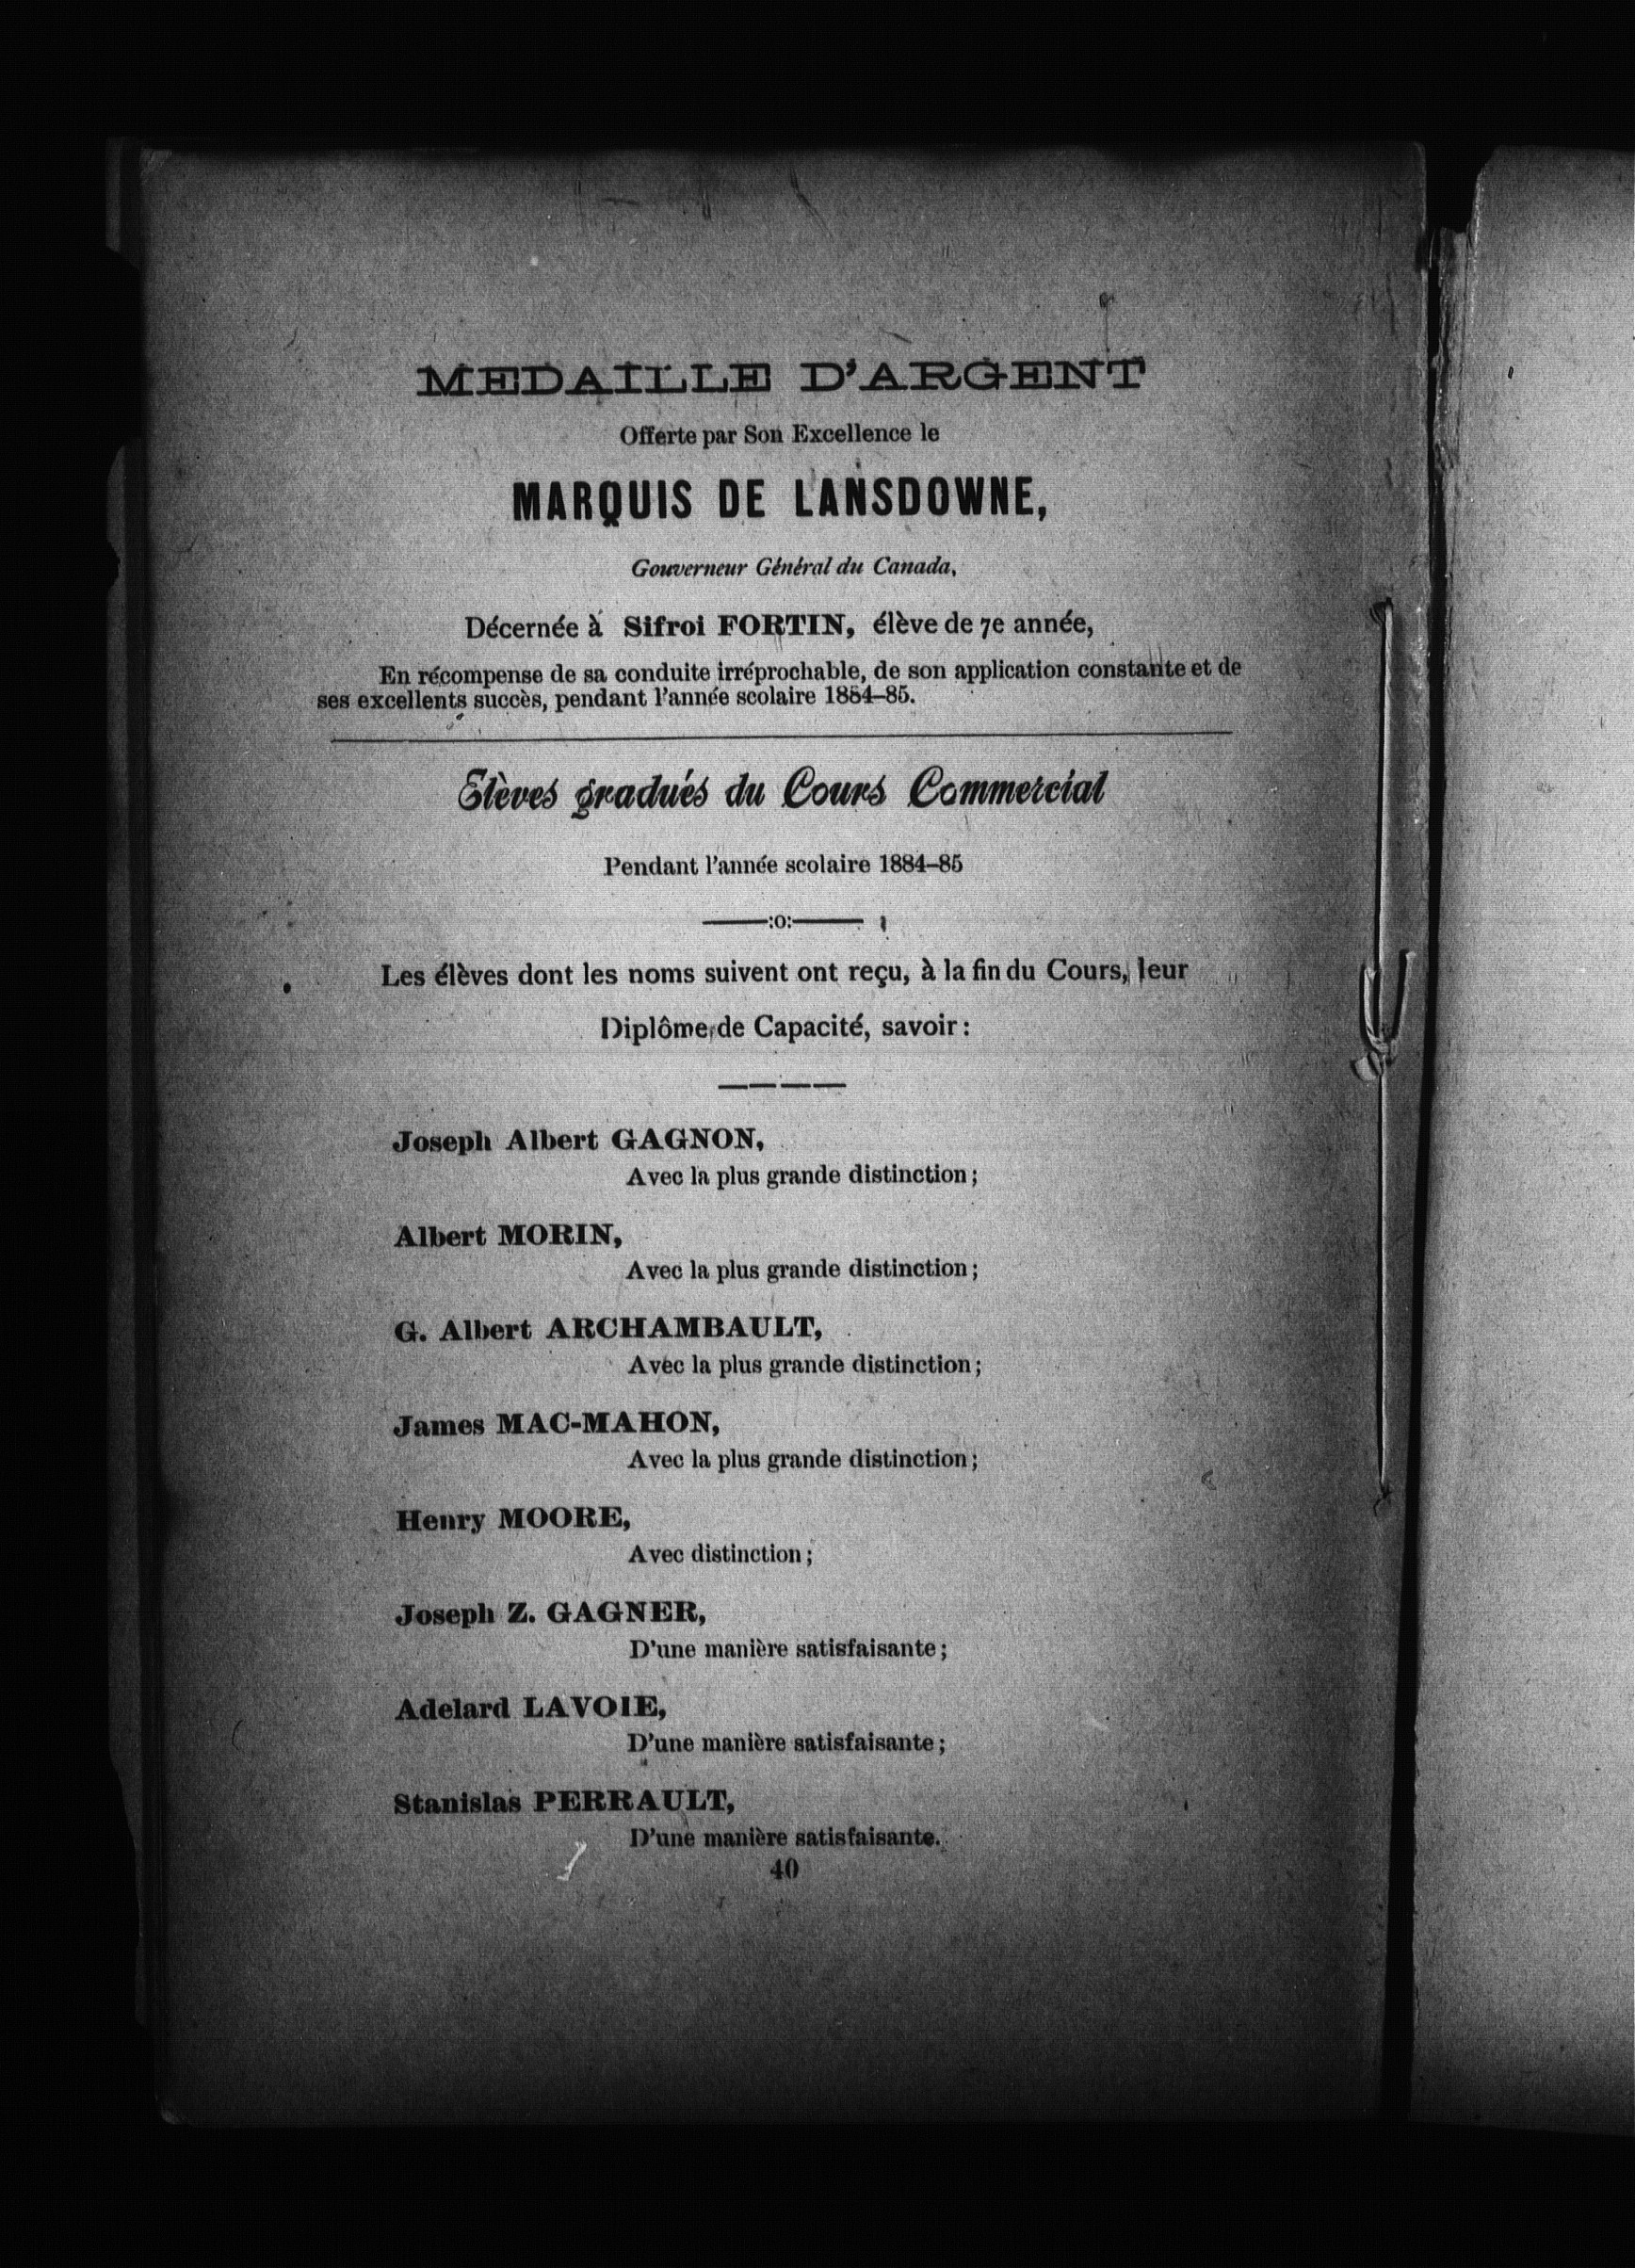 MEDAILLE D'ARGENT
Offerte par Son Excellence le
MARQUIS DE LANSDOWNE,
Gouverneur Général du Canada,
Décernée à Sifroi FORTIN, élève de 7e année,
En récompense de sa conduite irréprochable, de son application constante et de
ses excellents succès, pendant l'année scolaire 1884–85.
Elèves gradués du Cours Commercial
Pendant l'année scolaire 1884–85
——:o:——
Les élèves dont les noms suivent ont reçu, à la fin du Cours, leur
Diplôme de Capacité, savoir :
————
Joseph Albert GAGNON,
Avec la plus grande distinction ;
Albert MORIN,
Avec la plus grande distinction ;
G. Albert ARCHAMBAULT,
Avec la plus grande distinction ;
James MAC-MAHON,
Avec la plus grande distinction ;
Henry MOORE,
Avec distinction ;
Joseph Z. GAGNER,
D'une manière satisfaisante ;
Adelard LAVOIE,
D'une manière satisfaisante ;
Stanislas PERRAULT,
D'une manière satisfaisante.
40